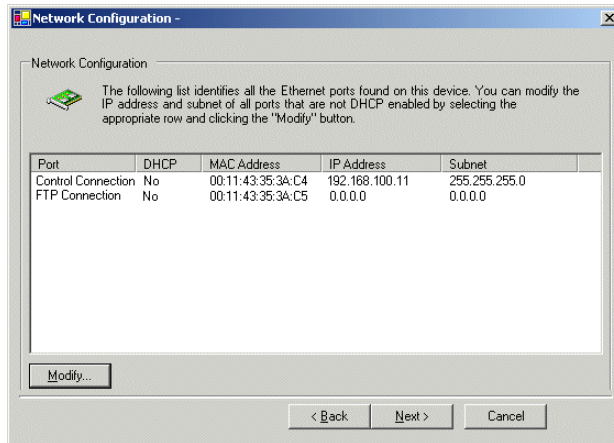 Network Configuration -
Network Configuration
The following list identifies all the Ethernet ports found on this device. You can modify the
IP address and subnet of all ports that are not DHCP enabled by selecting the
appropriate row and clicking the "Modify" button.
Port DHCP MAC Address IP Address Subnet
Control Connection No 00:11:43:35:3A:C4 192.168.100.11 255.255.255.0
FTP Connection No 00:11:43:35:3A:C5 0.0.0.0 0.0.0.0
Modify...
< Back Next > Cancel